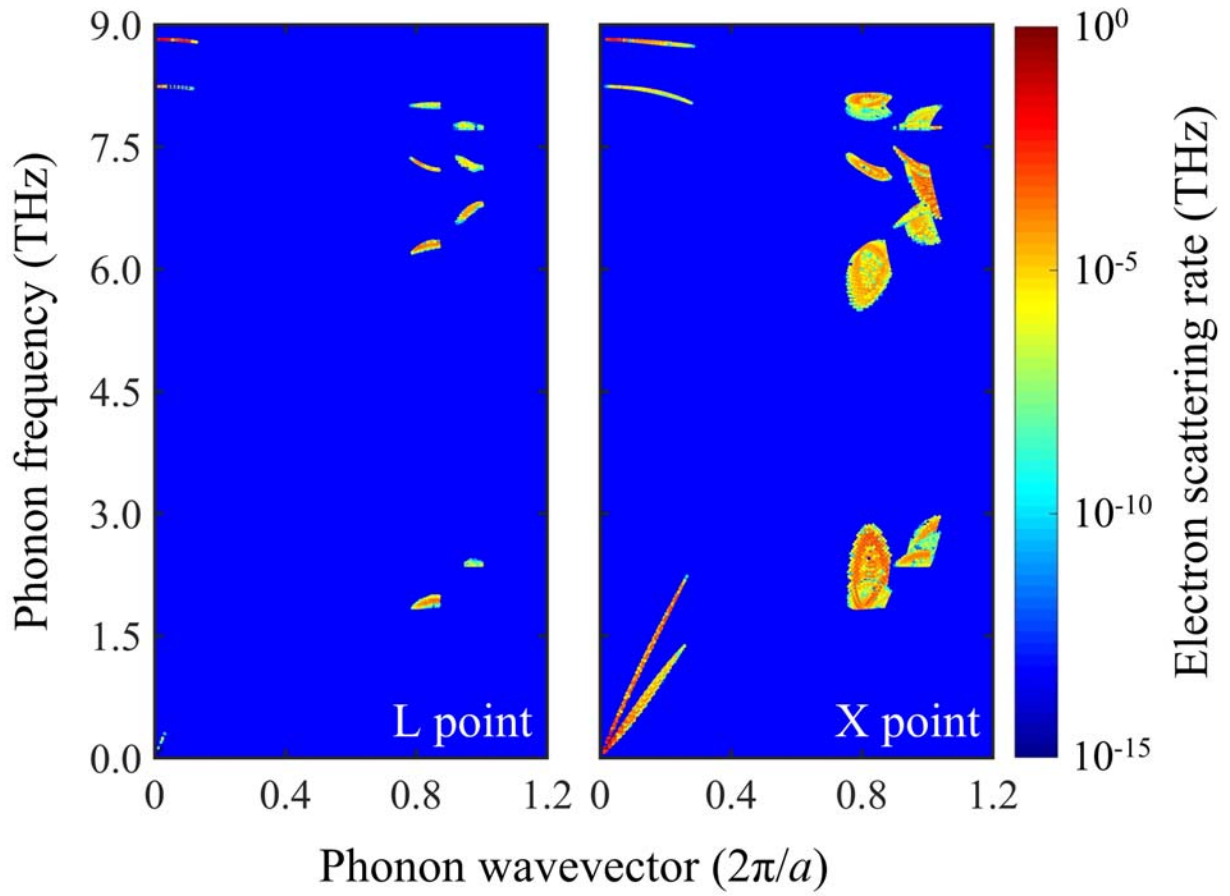 Phonon frequency (THz)
9.0
7.5
6.0
4.5
3.0
1.5
0.0
0 0.4 0.8 1.2
L point
0 0.4 0.8 1.2
X point
Phonon wavevector (2π/a)
10⁰
10⁻⁵
10⁻¹⁰
10⁻¹⁵
Electron scattering rate (THz)